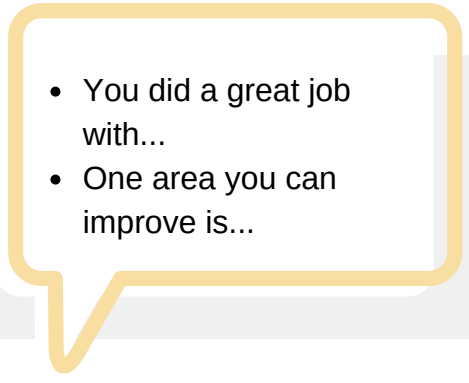 • You did a great job
with...
• One area you can
improve is...